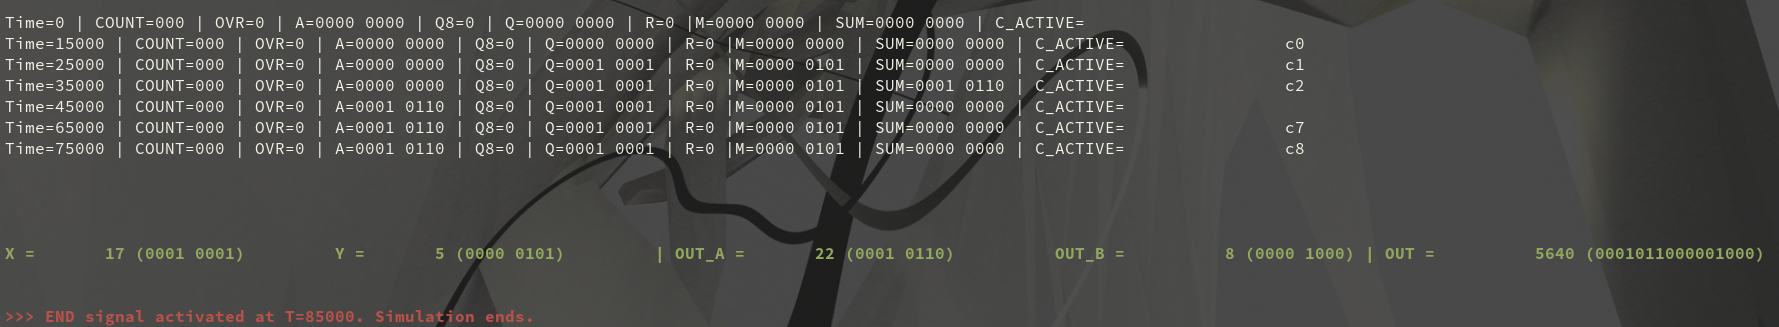 Time=0 | COUNT=000 | OVR=0 | A=0000 0000 | Q8=0 | Q=0000 0000 | R=0 |M=0000 0000 | SUM=0000 0000 | C_ACTIVE=
Time=15000 | COUNT=000 | OVR=0 | A=0000 0000 | Q8=0 | Q=0000 0000 | R=0 |M=0000 0000 | SUM=0000 0000 | C_ACTIVE= c0
Time=25000 | COUNT=000 | OVR=0 | A=0000 0000 | Q8=0 | Q=0001 0001 | R=0 |M=0000 0101 | SUM=0000 0000 | C_ACTIVE= c1
Time=35000 | COUNT=000 | OVR=0 | A=0000 0000 | Q8=0 | Q=0001 0001 | R=0 |M=0000 0101 | SUM=0001 0110 | C_ACTIVE= c2
Time=45000 | COUNT=000 | OVR=0 | A=0001 0110 | Q8=0 | Q=0001 0001 | R=0 |M=0000 0101 | SUM=0000 0000 | C_ACTIVE=
Time=65000 | COUNT=000 | OVR=0 | A=0001 0110 | Q8=0 | Q=0001 0001 | R=0 |M=0000 0101 | SUM=0000 0000 | C_ACTIVE= c7
Time=75000 | COUNT=000 | OVR=0 | A=0001 0110 | Q8=0 | Q=0001 0001 | R=0 |M=0000 0101 | SUM=0000 0000 | C_ACTIVE= c8
X = 17 (0001 0001) Y = 5 (0000 0101) | OUT_A = 22 (0001 0110) OUT_B = 8 (0000 1000) | OUT = 5640 (0001011000001000)
>>> END signal activated at T=85000. Simulation ends.